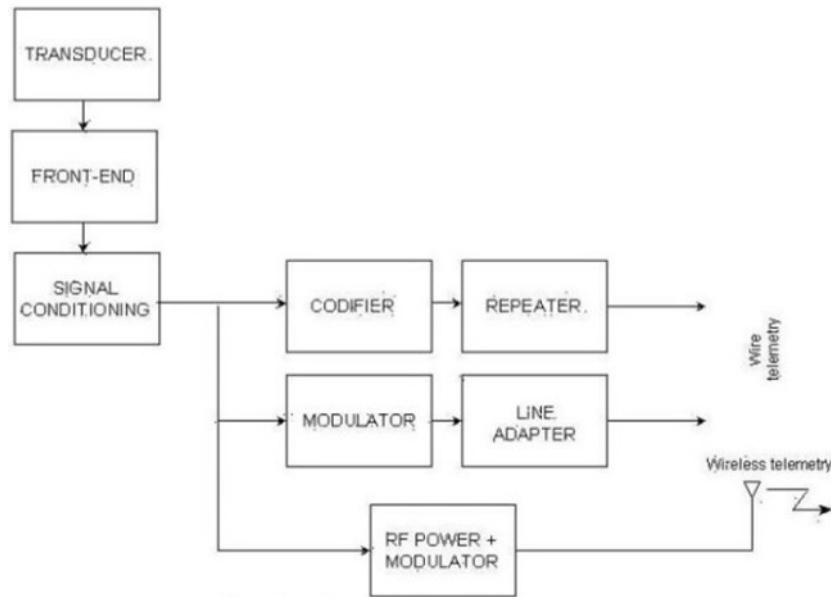 TRANSDUCER.
FRONT-END
SIGNAL
CONDITIONING
CODIFIER
REPEATER.
Wire
telemetry
MODULATOR
LINE
ADAPTER
Wireless telemetry
RF POWER +
MODULATOR